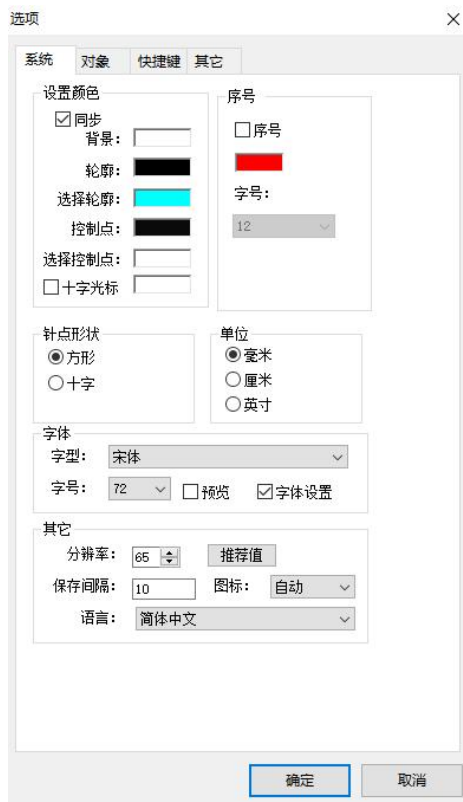 选项
系统 对象 快捷键 其它
设置颜色
同步
背景：
轮廓：
选择轮廓：
控制点：
选择控制点：
十字光标
序号
序号
字号：
12
针点形状
方形
十字
单位
毫米
厘米
英寸
字体
字型： 宋体
字号： 72 预览 字体设置
其它
分辨率： 65 推荐值
保存间隔： 10 图标： 自动
语言： 简体中文
确定 取消